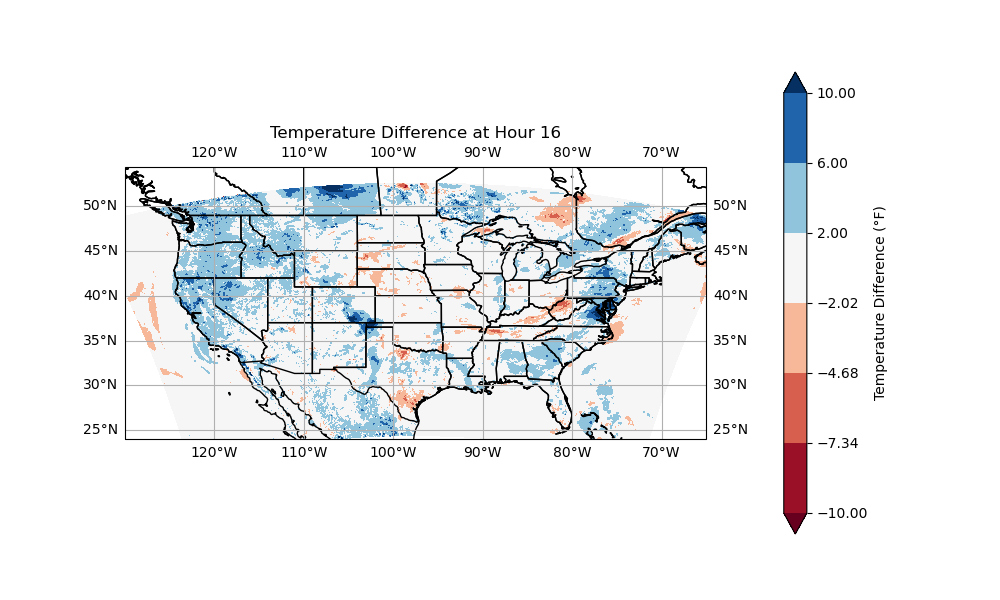 Temperature Difference at Hour 16
120°W 110°W 100°W 90°W 80°W 70°W
50°N 50°N
45°N 45°N
40°N 40°N
35°N 35°N
30°N 30°N
25°N 25°N
120°W 110°W 100°W 90°W 80°W 70°W
10.00
6.00
2.00
−2.02
−4.68
−7.34
−10.00
Temperature Difference (°F)